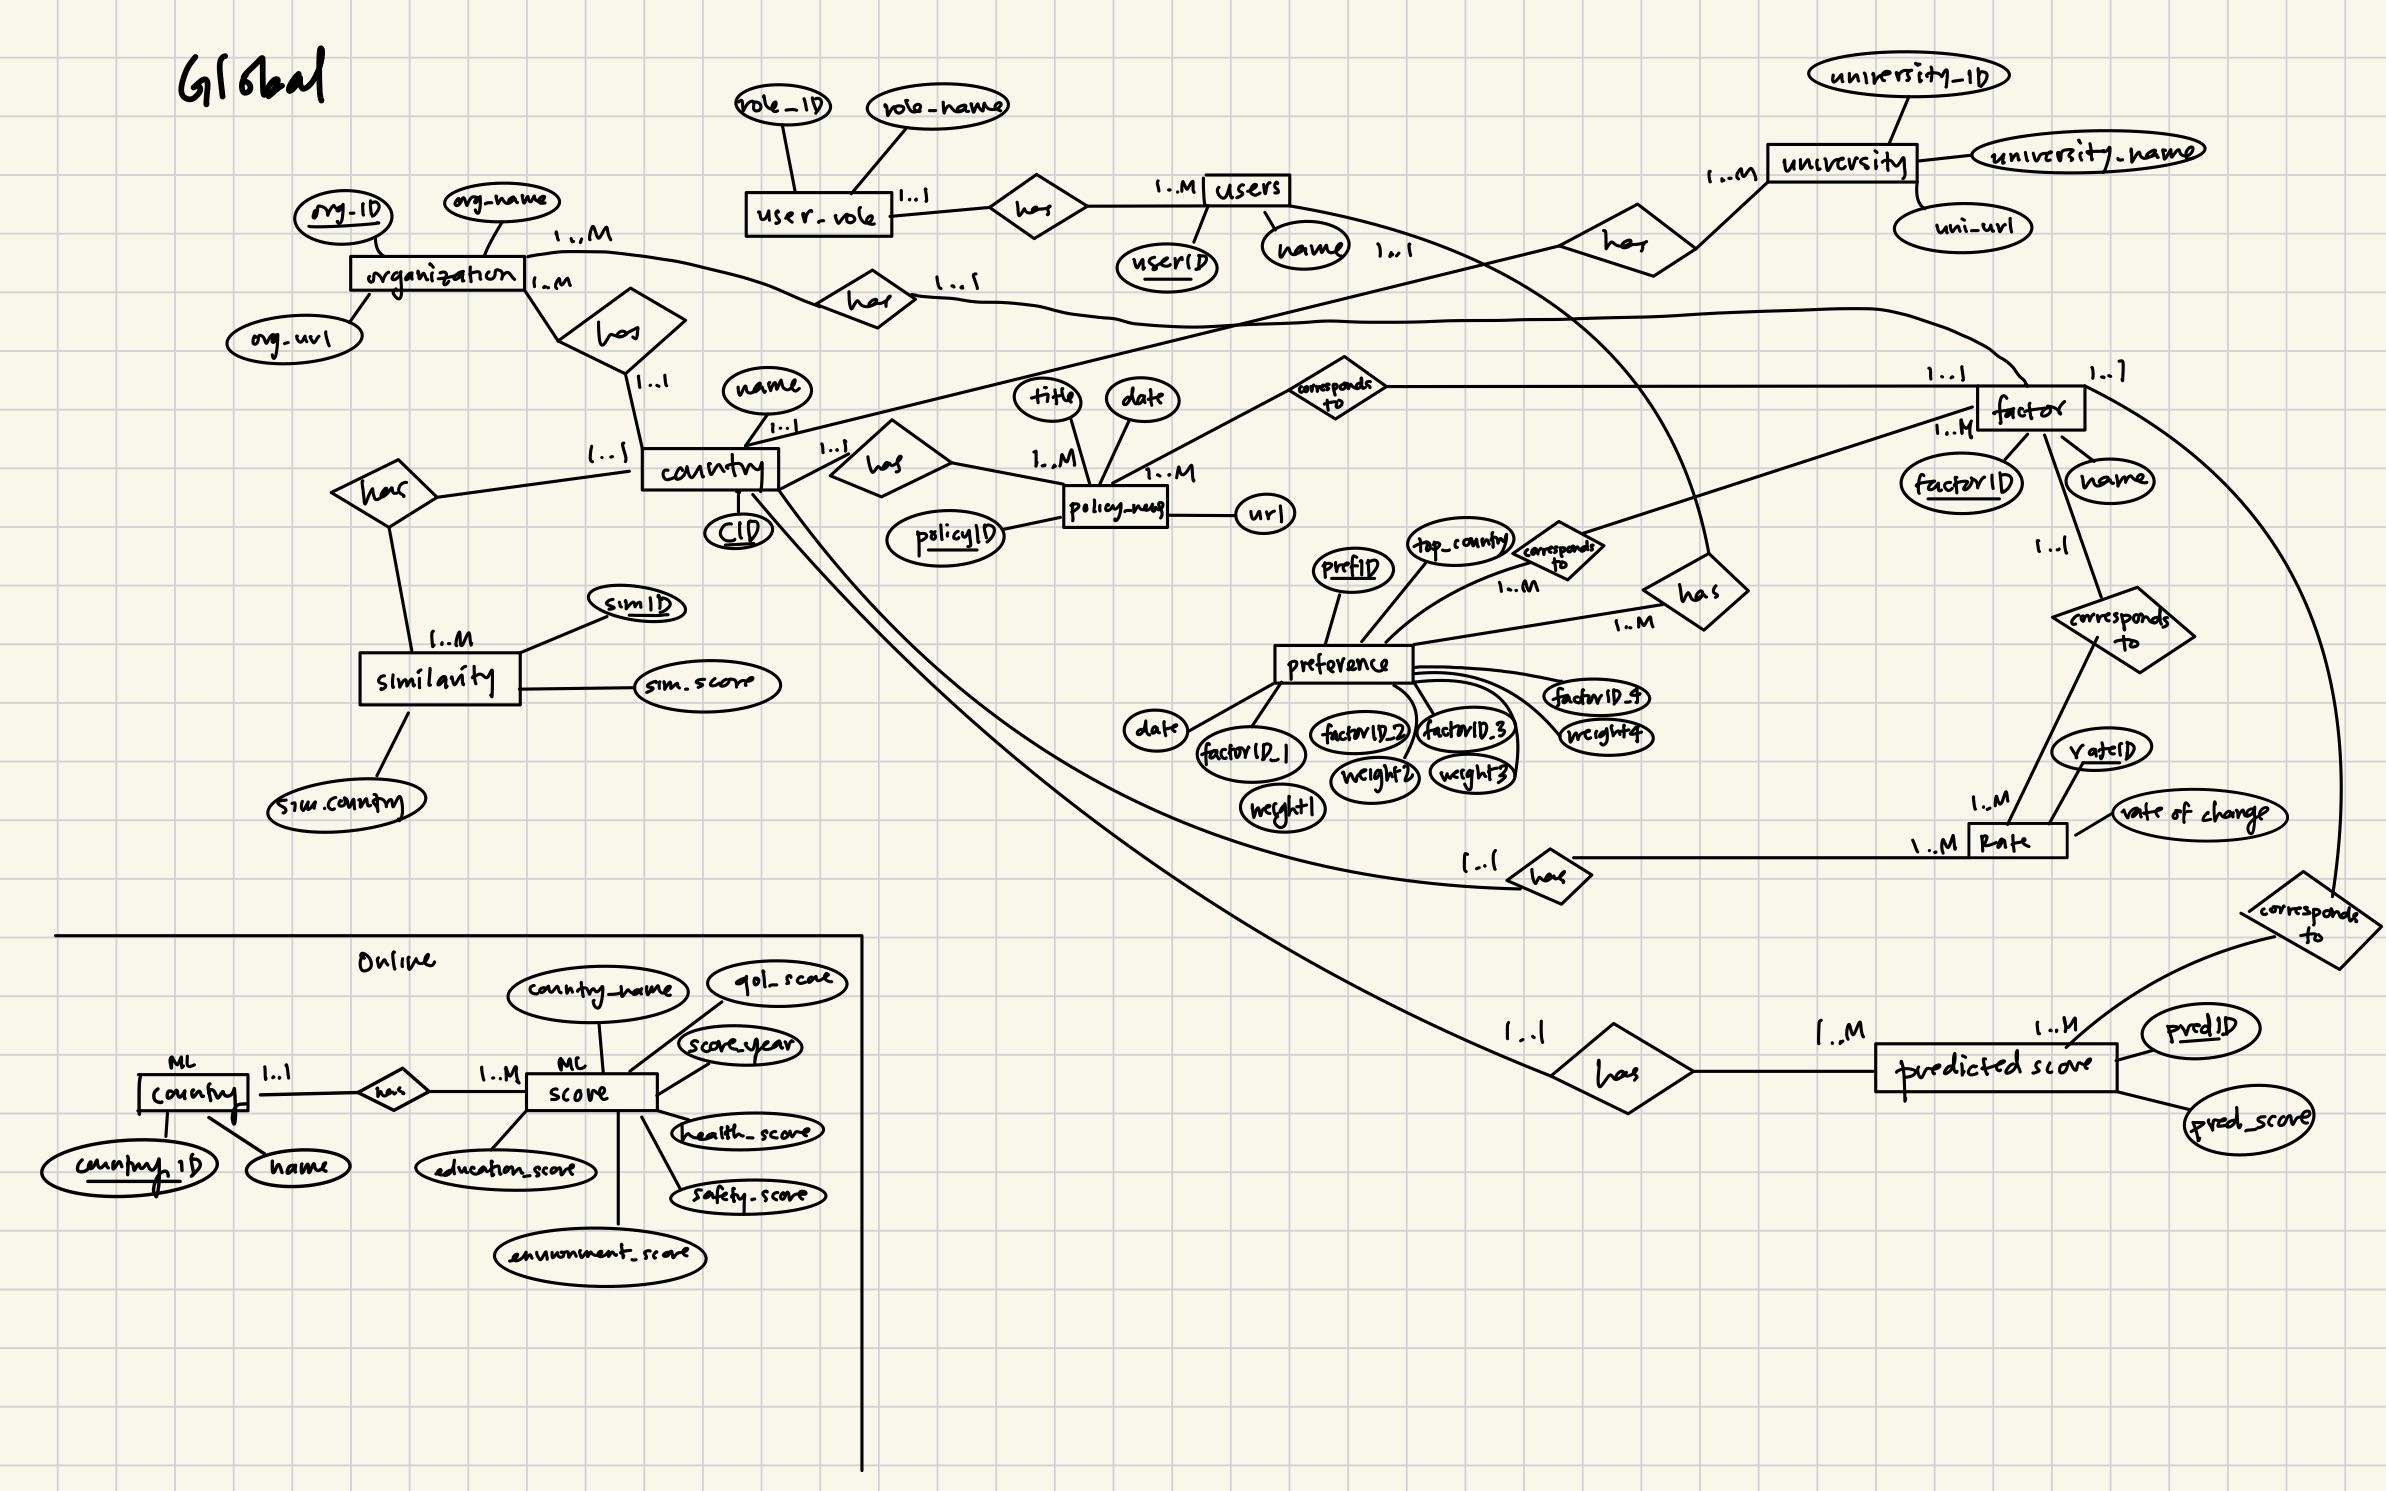 Global
role_ID
role_name
university_ID
university_name
university
uni_url
1..M
user_role
1..1
has
1..M
users
userID
name
1..1
has
org_ID
org_name
organization
org_url
1..M
1..M
has
1..1
has
1..1
name
1..1
title
date
corresponds
to
1..1
1..1
factor
1..M
factorID
name
1..1
country
CID
1..1
has
1..M
1..M
policy_news
policyID
url
has
1..1
similarity
1..M
simID
sim.score
sim.country
prefID
top_country
corresponds
to
1..M
has
1..M
preference
date
factorID_1
weight1
factorID_2
weight2
factorID_3
weight3
factorID_4
weight4
corresponds
to
rateID
rate of change
1..M
1..M
Rate
1..1
has
corresponds
to
1..1
has
1..M
1..M
predicted score
predID
pred_score
Online
country_name
qol_score
score_year
ML
country
1..1
has
1..M
ML
score
country_ID
name
education_score
health_score
safety_score
environment_score